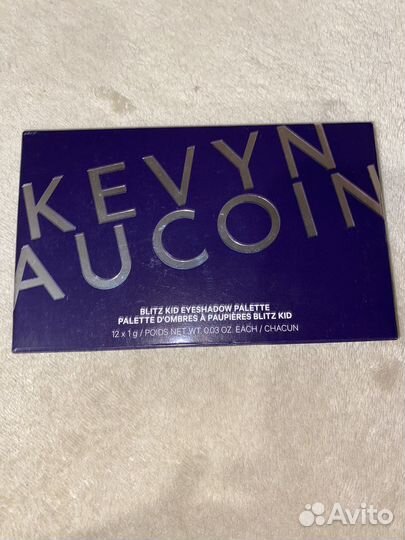 KEVYN
AUCOIN
BLITZ KID EYESHADOW PALETTE
PALETTE D'OMBRES À PAUPIÈRES BLITZ KID
12 x 1 g / POIDS NET WT. 0.03 OZ. EACH / CHACUN
Avito